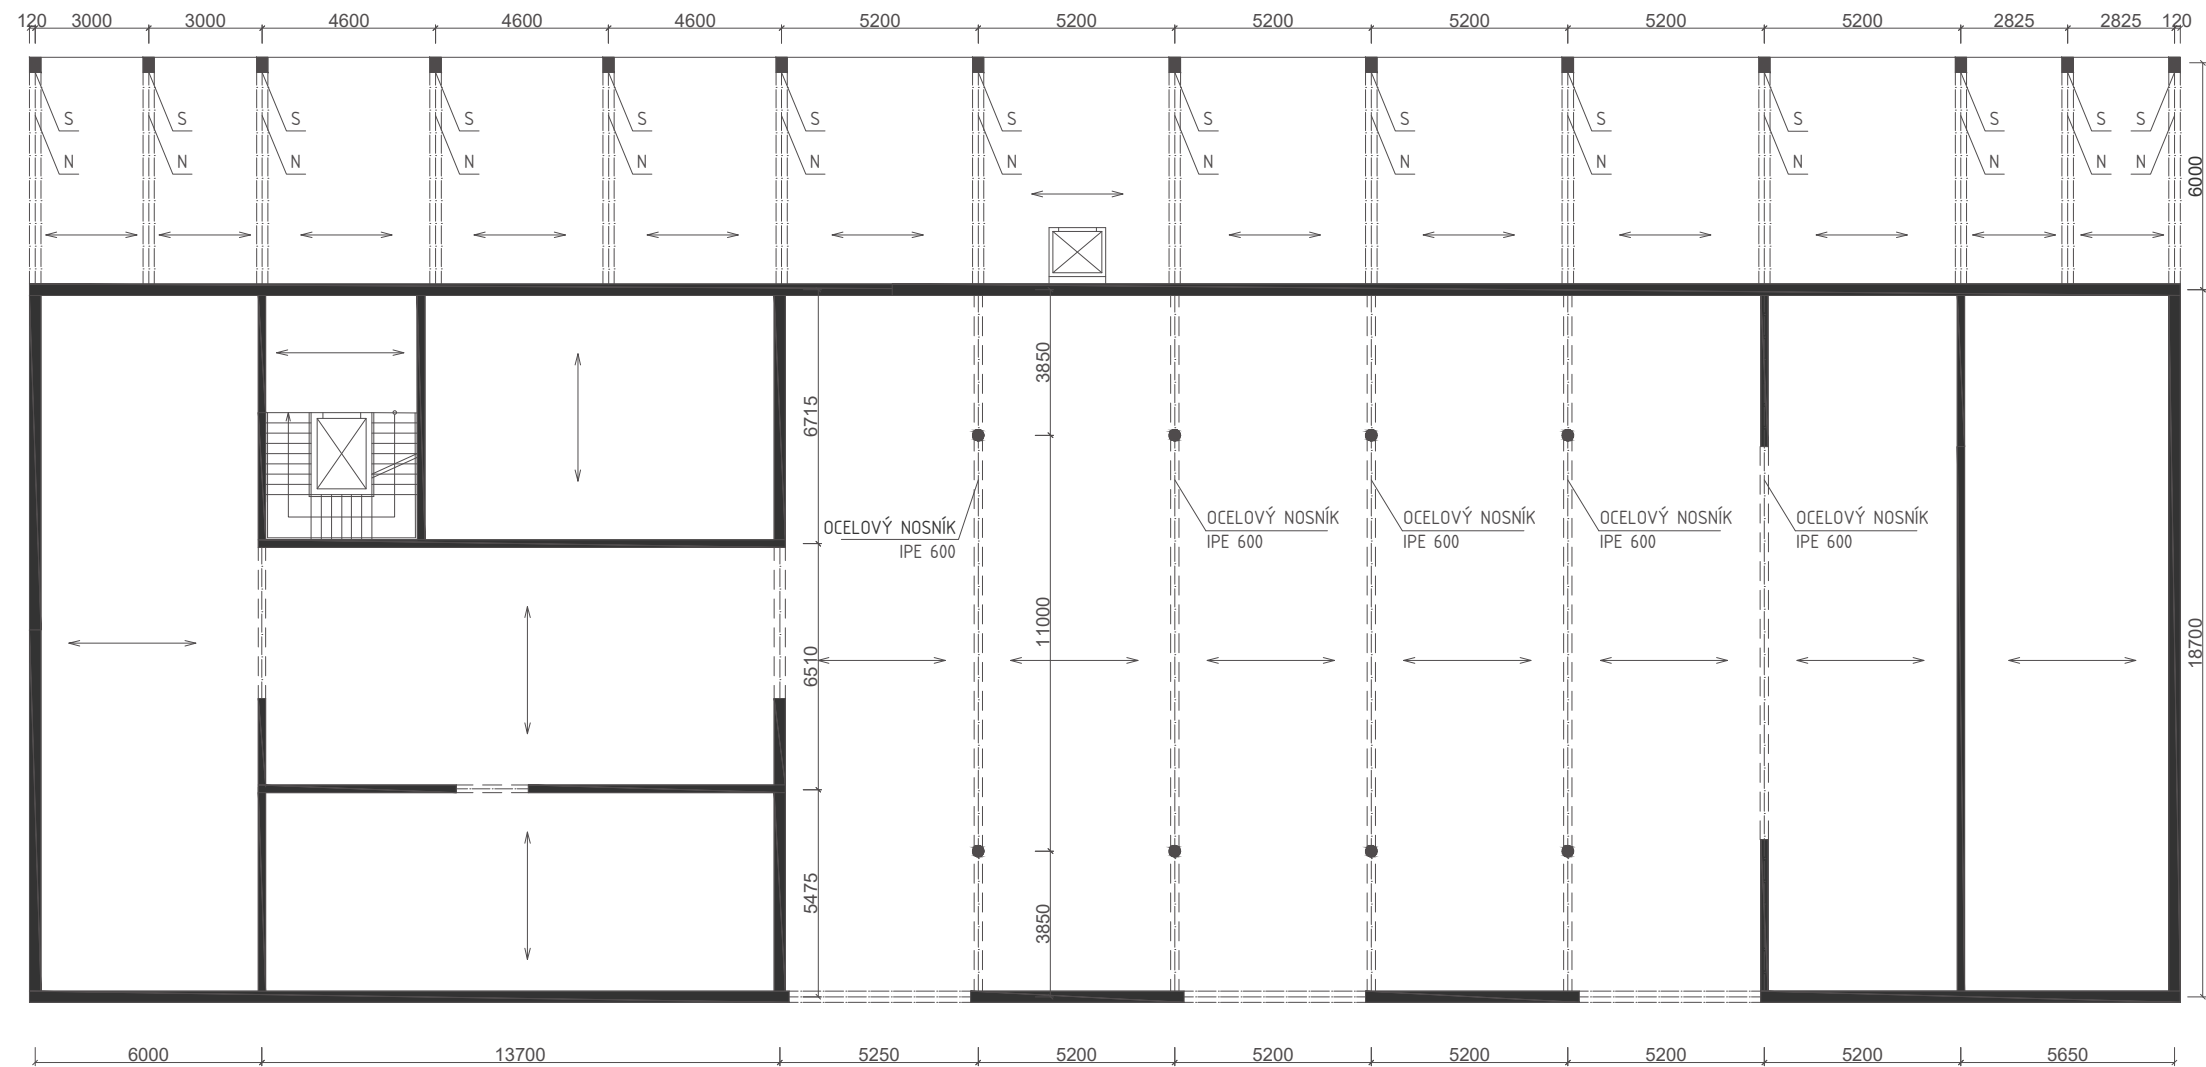 120 3000 3000 4600 4600 4600 5200 5200 5200 5200 5200 5200 2825 2825 120
S S S S S S S S S S S S S S
N N N N N N N N N N N N N N
6000
3850
6715
OCELOVÝ NOSNÍK
IPE 600
OCELOVÝ NOSNÍK
IPE 600
OCELOVÝ NOSNÍK
IPE 600
OCELOVÝ NOSNÍK
IPE 600
OCELOVÝ NOSNÍK
IPE 600
11000
6510
18700
5475
3850
6000 13700 5250 5200 5200 5200 5200 5200 5650